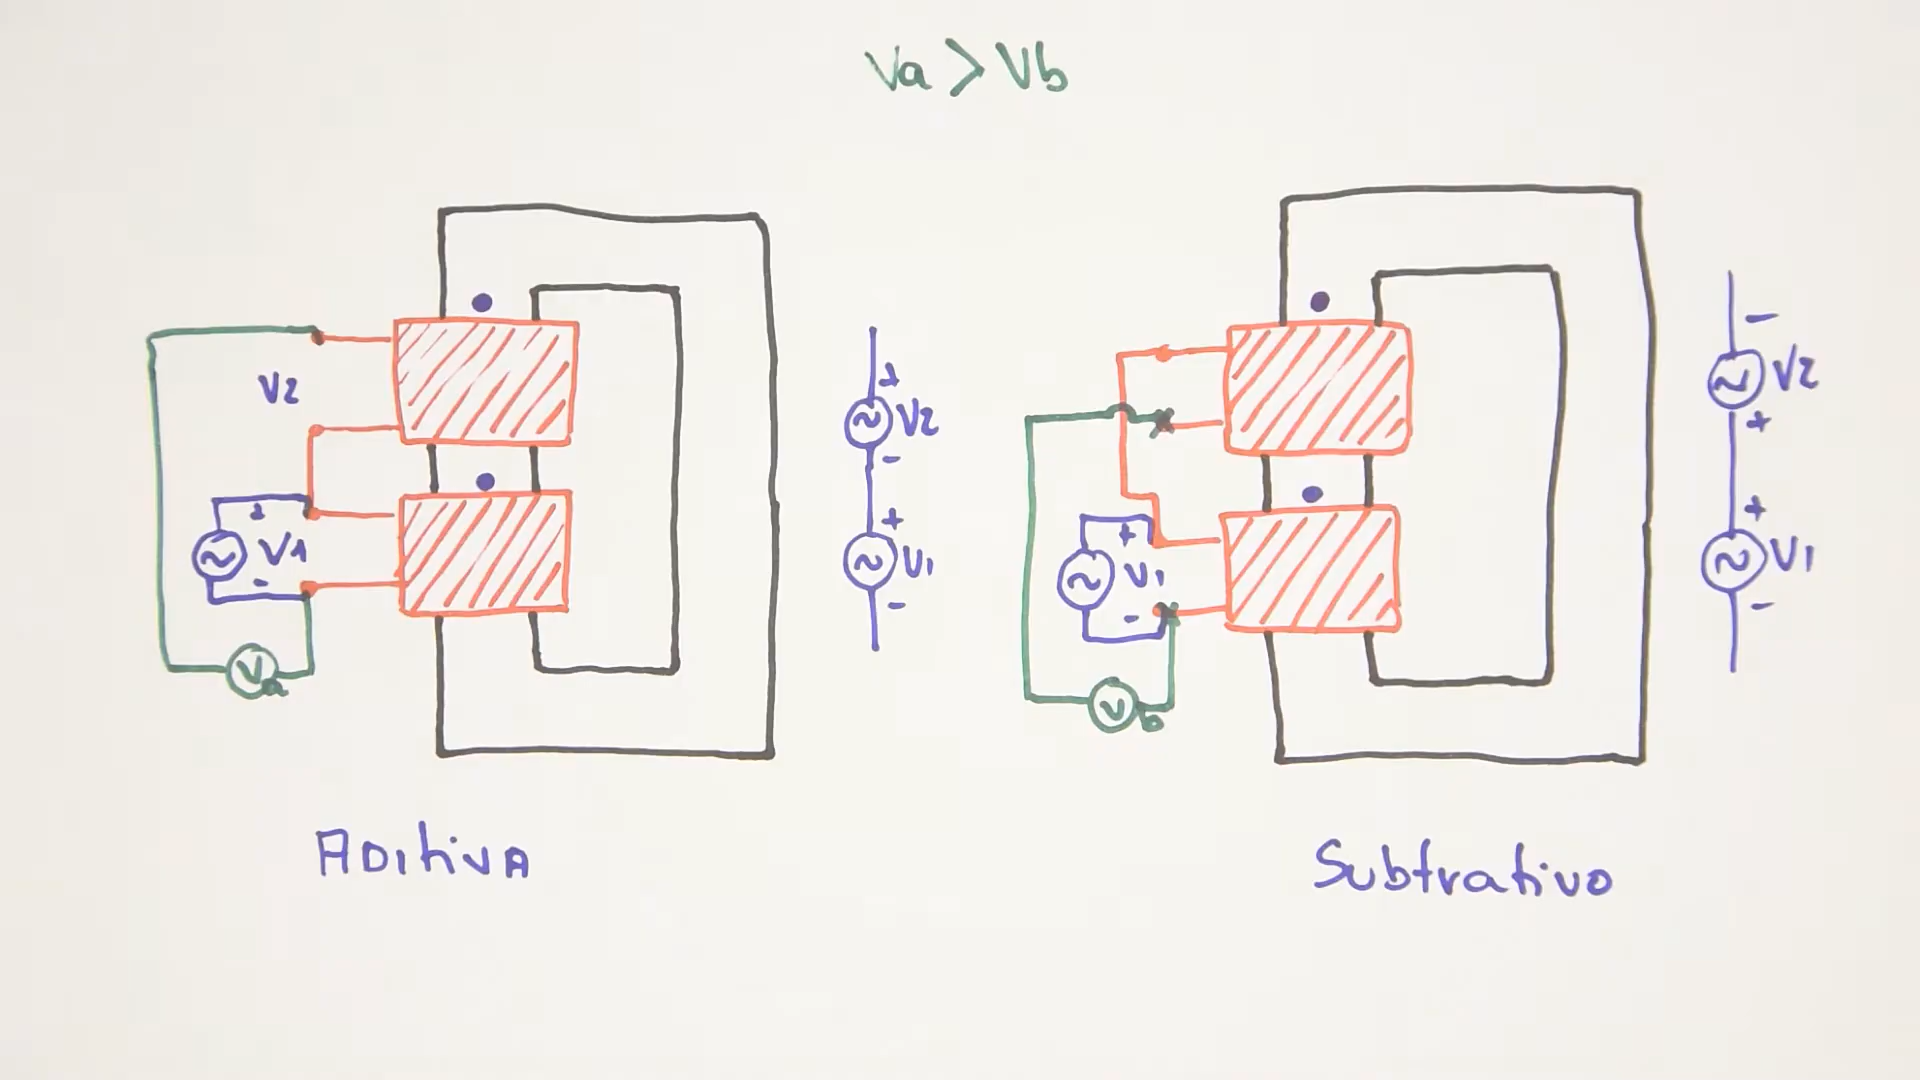 Va > Vb
V2
+
V1
-
Va
+
V2
-
+
V1
-
ADitivA
+
V1
-
Vb
-
V2
+
+
V1
-
Subtrativo